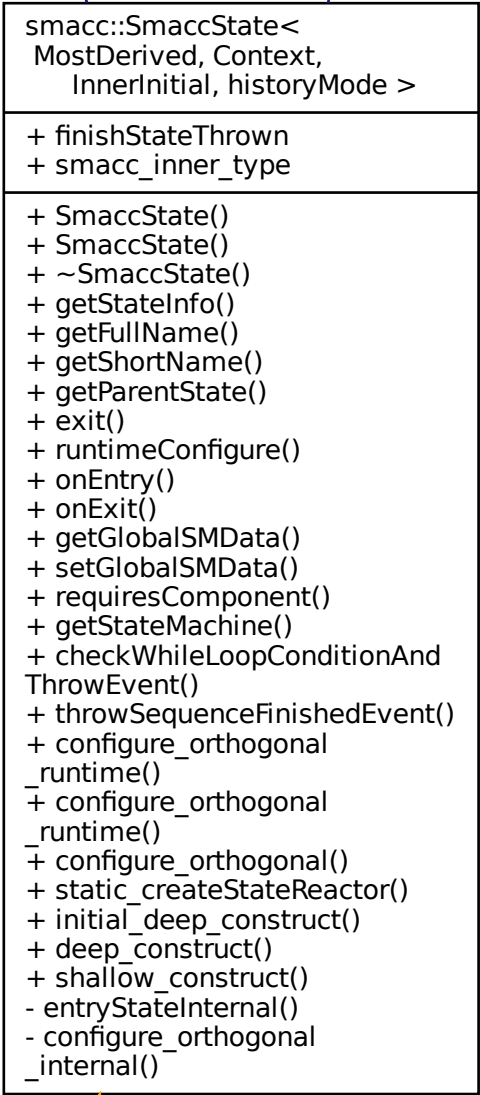 smacc::SmaccState<
MostDerived, Context,
InnerInitial, historyMode >
+ finishStateThrown
+ smacc_inner_type
+ SmaccState()
+ SmaccState()
+ ~SmaccState()
+ getStateInfo()
+ getFullName()
+ getShortName()
+ getParentState()
+ exit()
+ runtimeConfigure()
+ onEntry()
+ onExit()
+ getGlobalSMData()
+ setGlobalSMData()
+ requiresComponent()
+ getStateMachine()
+ checkWhileLoopConditionAnd
ThrowEvent()
+ throwSequenceFinishedEvent()
+ configure_orthogonal
_runtime()
+ configure_orthogonal
_runtime()
+ configure_orthogonal()
+ static_createStateReactor()
+ initial_deep_construct()
+ deep_construct()
+ shallow_construct()
- entryStateInternal()
- configure_orthogonal
_internal()